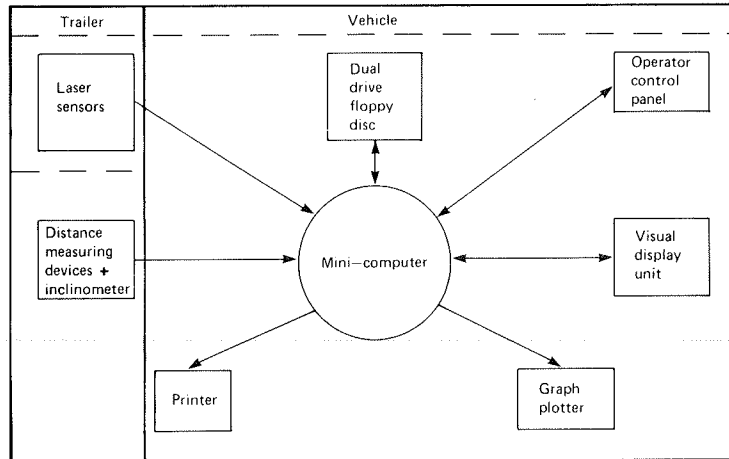 Trailer
Vehicle
Laser
sensors
Dual
drive
floppy
disc
Operator
control
panel
Distance
measuring
devices +
inclinometer
Mini—computer
Visual
display
unit
Printer
Graph
plotter